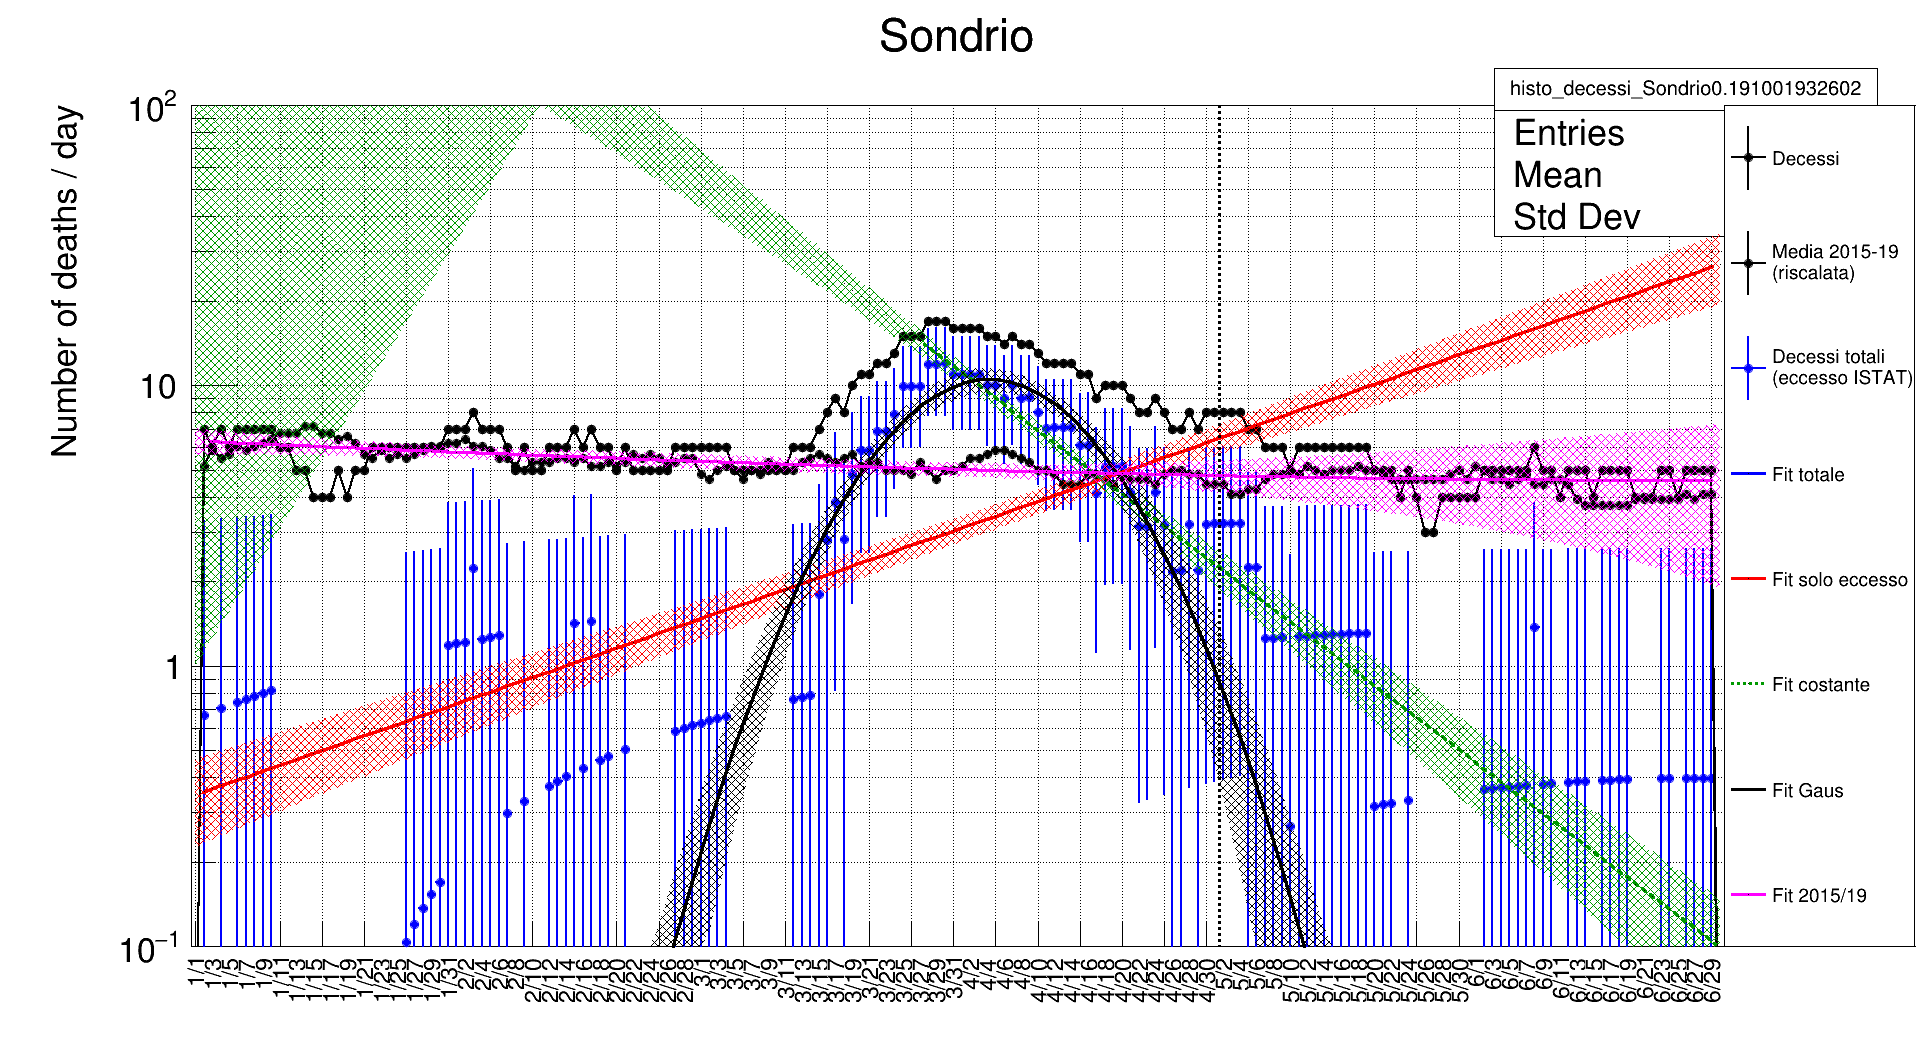 Sondrio
histo_decessi_Sondrio0.191001932602
Entries
Mean
Std Dev
Number of deaths / day
10²
10
1
10⁻¹
Decessi
Media 2015-19
(riscalata)
Decessi totali
(eccesso ISTAT)
Fit totale
Fit solo eccesso
Fit costante
Fit Gaus
Fit 2015/19
1/1 1/3 1/5 1/7 1/9 1/11 1/13 1/15 1/17 1/19 1/21 1/23 1/25 1/27 1/29 1/31 2/2 2/4 2/6 2/8 2/10 2/12 2/14 2/16 2/18 2/20 2/22 2/24 2/26 2/28 3/1 3/3 3/5 3/7 3/9 3/11 3/13 3/15 3/17 3/19 3/21 3/23 3/25 3/27 3/29 3/31 4/2 4/4 4/6 4/8 4/10 4/12 4/14 4/16 4/18 4/20 4/22 4/24 4/26 4/28 4/30 5/2 5/4 5/6 5/8 5/10 5/12 5/14 5/16 5/18 5/20 5/22 5/24 5/26 5/28 5/30 6/1 6/3 6/5 6/7 6/9 6/11 6/13 6/15 6/17 6/19 6/21 6/23 6/25 6/27 6/29